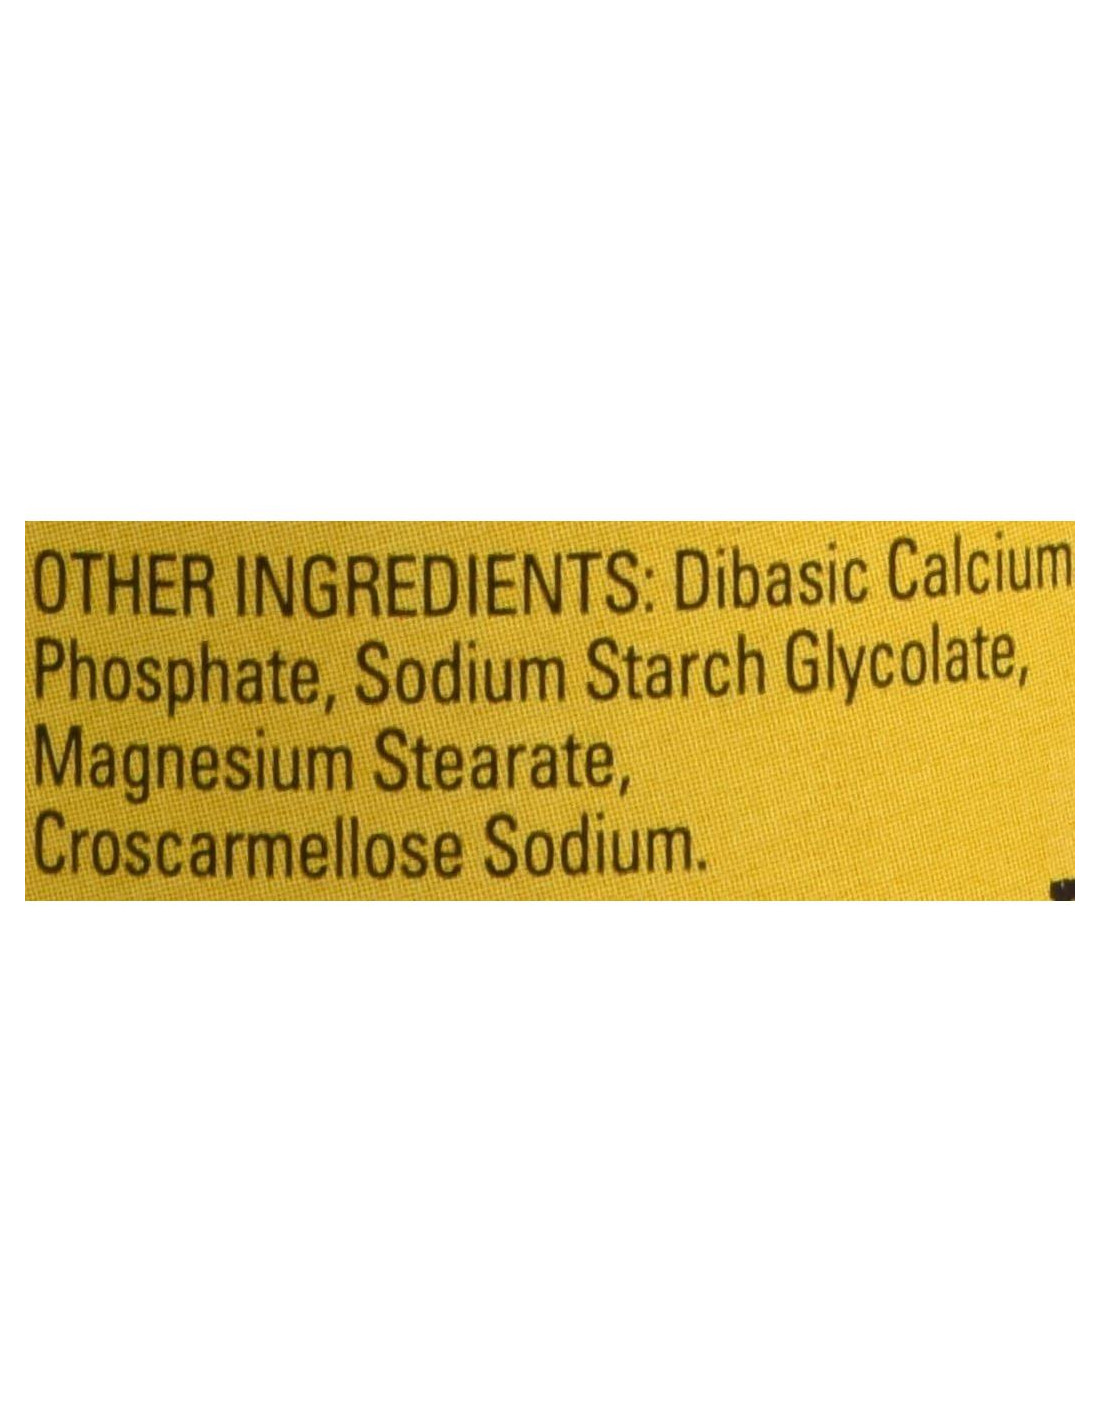 OTHER INGREDIENTS: Dibasic Calcium
Phosphate, Sodium Starch Glycolate,
Magnesium Stearate,
Croscarmellose Sodium.